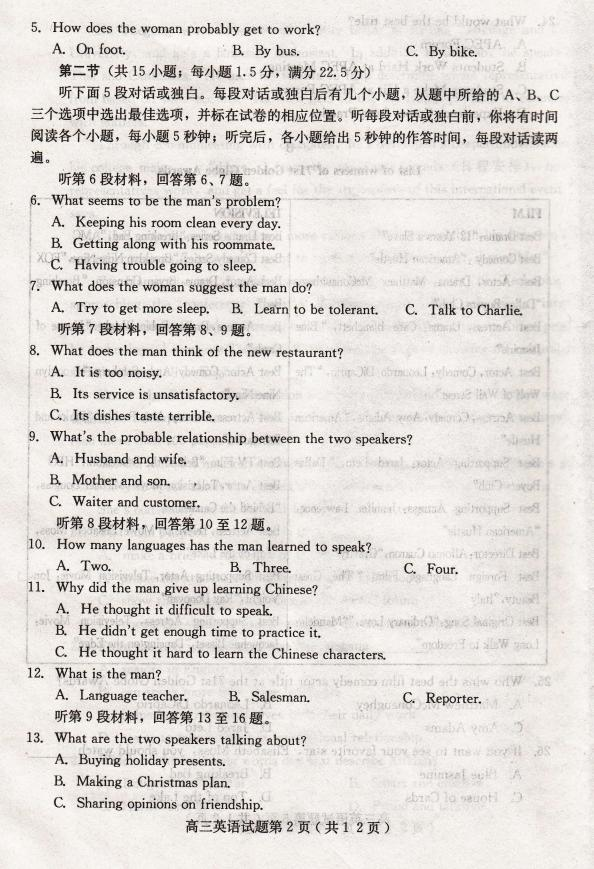 5. How does the woman probably get to work?
A. On foot. B. By bus. C. By bike.
第二节（共15小题；每小题1.5分，满分22.5分）
听下面5段对话或独白。每段对话或独白后有几个小题，从题中所给的A、B、C
三个选项中选出最佳选项，并标在试卷的相应位置。听每段对话或独白前，你将有时间
阅读各个小题，每小题5秒钟；听完后，各小题给出5秒钟的作答时间，每段对话读两
遍。
听第6段材料，回答第6、7题。
6. What seems to be the man's problem?
A. Keeping his room clean every day.
B. Getting along with his roommate.
C. Having trouble going to sleep.
7. What does the woman suggest the man do?
A. Try to get more sleep. B. Learn to be tolerant. C. Talk to Charlie.
听第7段材料，回答第8、9题。
8. What does the man think of the new restaurant?
A. It is too noisy.
B. Its service is unsatisfactory.
C. Its dishes taste terrible.
9. What's the probable relationship between the two speakers?
A. Husband and wife.
B. Mother and son.
C. Waiter and customer.
听第8段材料，回答第10至12题。
10. How many languages has the man learned to speak?
A. Two. B. Three. C. Four.
11. Why did the man give up learning Chinese?
A. He thought it difficult to speak.
B. He didn't get enough time to practice it.
C. He thought it hard to learn the Chinese characters.
12. What is the man?
A. Language teacher. B. Salesman. C. Reporter.
听第9段材料，回答第13至16题。
13. What are the two speakers talking about?
A. Buying holiday presents.
B. Making a Christmas plan.
C. Sharing opinions on friendship.
高三英语试题第2页（共12页）